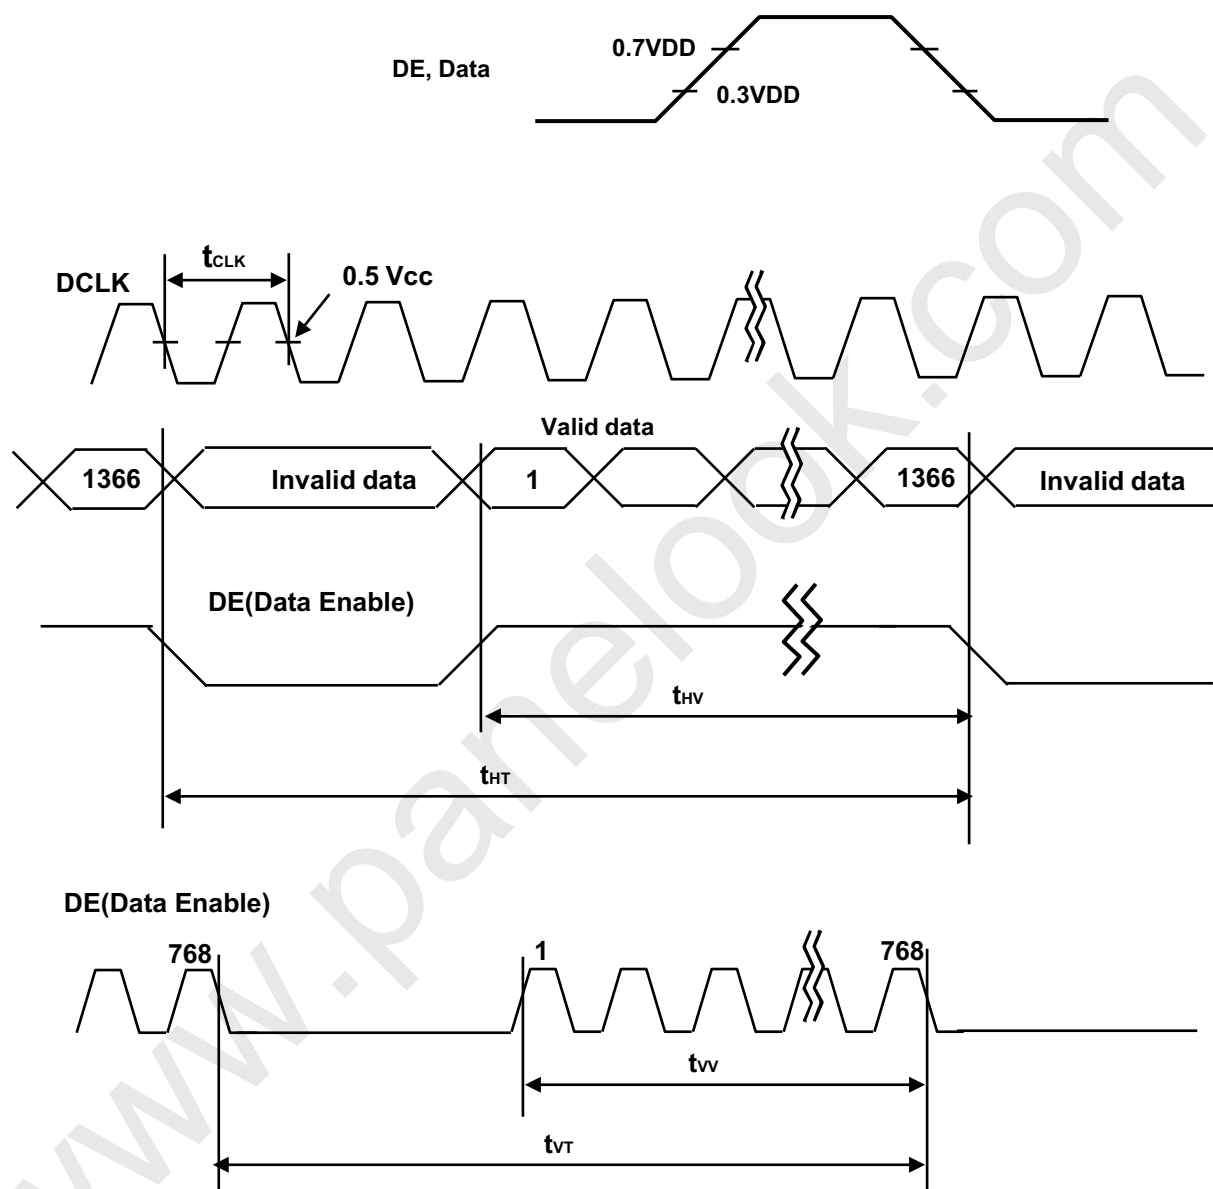 0.7VDD
DE, Data
0.3VDD
tCLK
DCLK
0.5 Vcc
Valid data
1366
Invalid data
1
1366
Invalid data
DE(Data Enable)
tHV
tHT
DE(Data Enable)
768
1
768
tVV
tVT
www.panelook.com